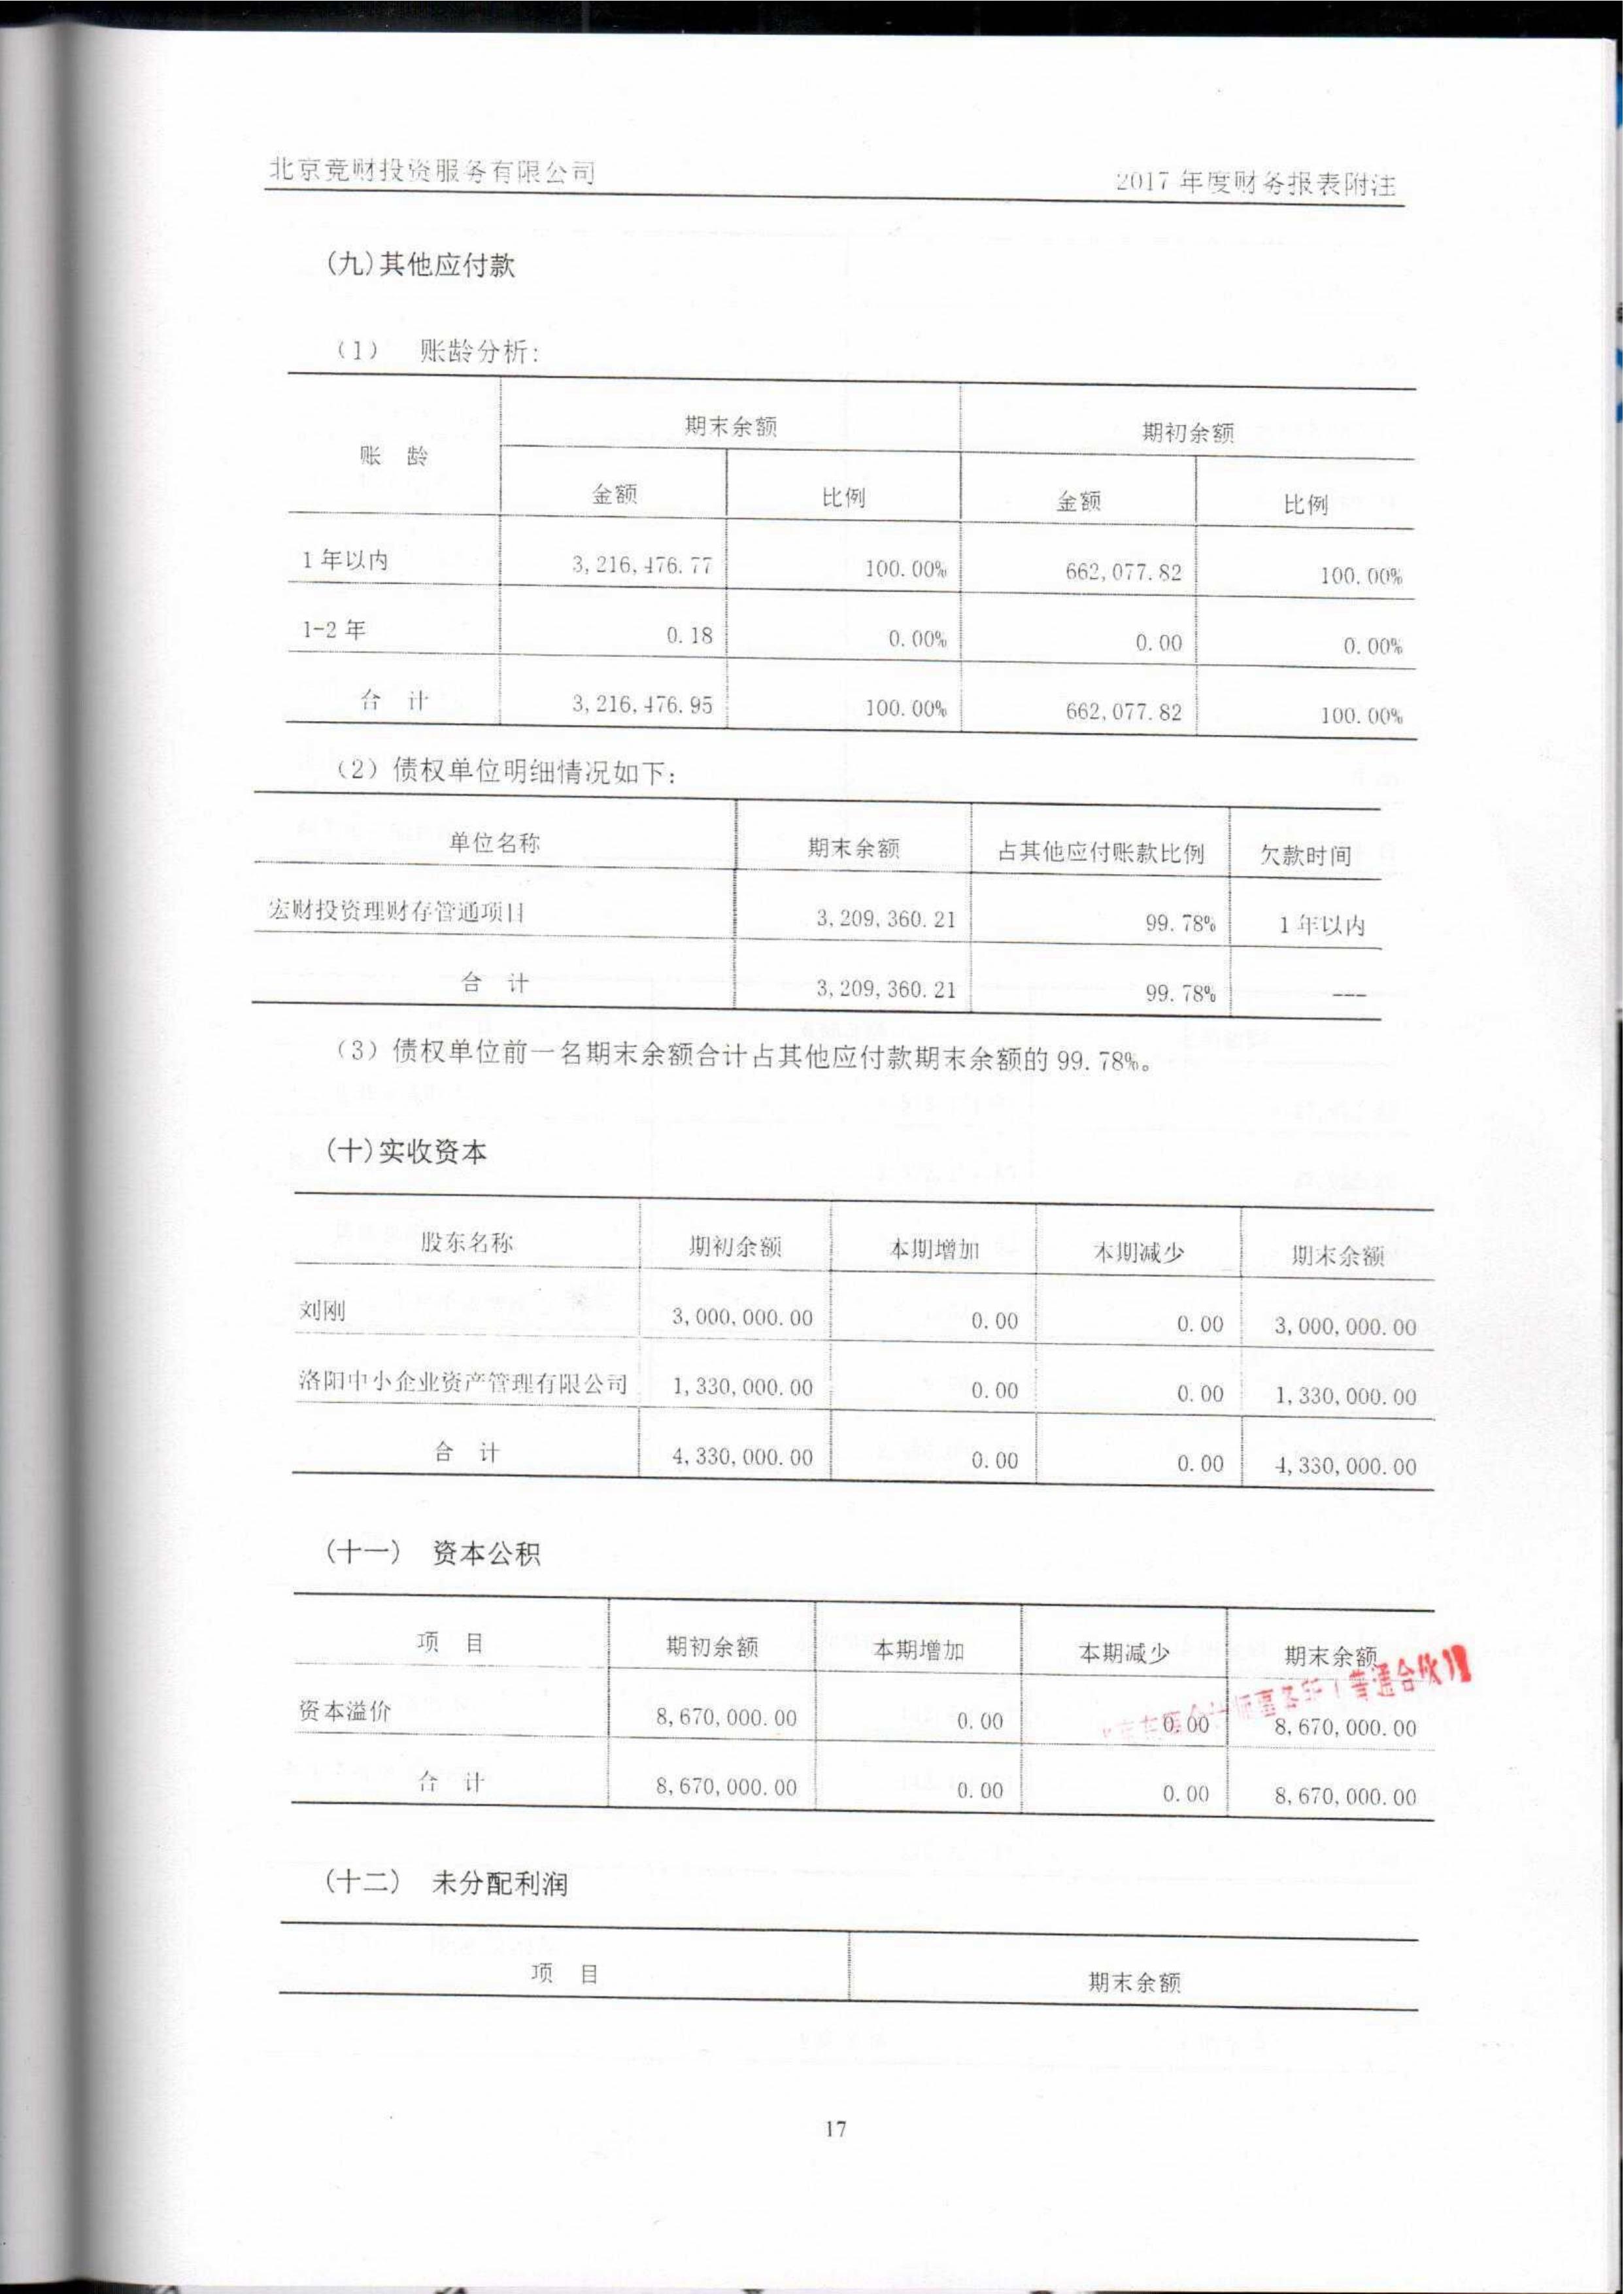 北京竞财投资服务有限公司 2017 年度财务报表附注
(九)其他应付款
(1) 账龄分析:
账 龄 期末余额 期初余额
金额 比例 金额 比例
1 年以内 3,216,476.77 100.00% 662,077.82 100.00%
1-2 年 0.18 0.00% 0.00 0.00%
合 计 3,216,476.95 100.00% 662,077.82 100.00%
(2) 债权单位明细情况如下:
单位名称 期末余额 占其他应付账款比例 欠款时间
宏财投资理财存管通项目 3,209,360.21 99.78% 1 年以内
合 计 3,209,360.21 99.78% ---
(3) 债权单位前一名期末余额合计占其他应付款期末余额的 99.78%。
(十)实收资本
股东名称 期初余额 本期增加 本期减少 期末余额
刘刚 3,000,000.00 0.00 0.00 3,000,000.00
洛阳中小企业资产管理有限公司 1,330,000.00 0.00 0.00 1,330,000.00
合 计 4,330,000.00 0.00 0.00 4,330,000.00
(十一) 资本公积
项 目 期初余额 本期增加 本期减少 期末余额
资本溢价 8,670,000.00 0.00 0.00 8,670,000.00
合 计 8,670,000.00 0.00 0.00 8,670,000.00
(普通合伙)
(十二) 未分配利润
项 目 期末余额
17